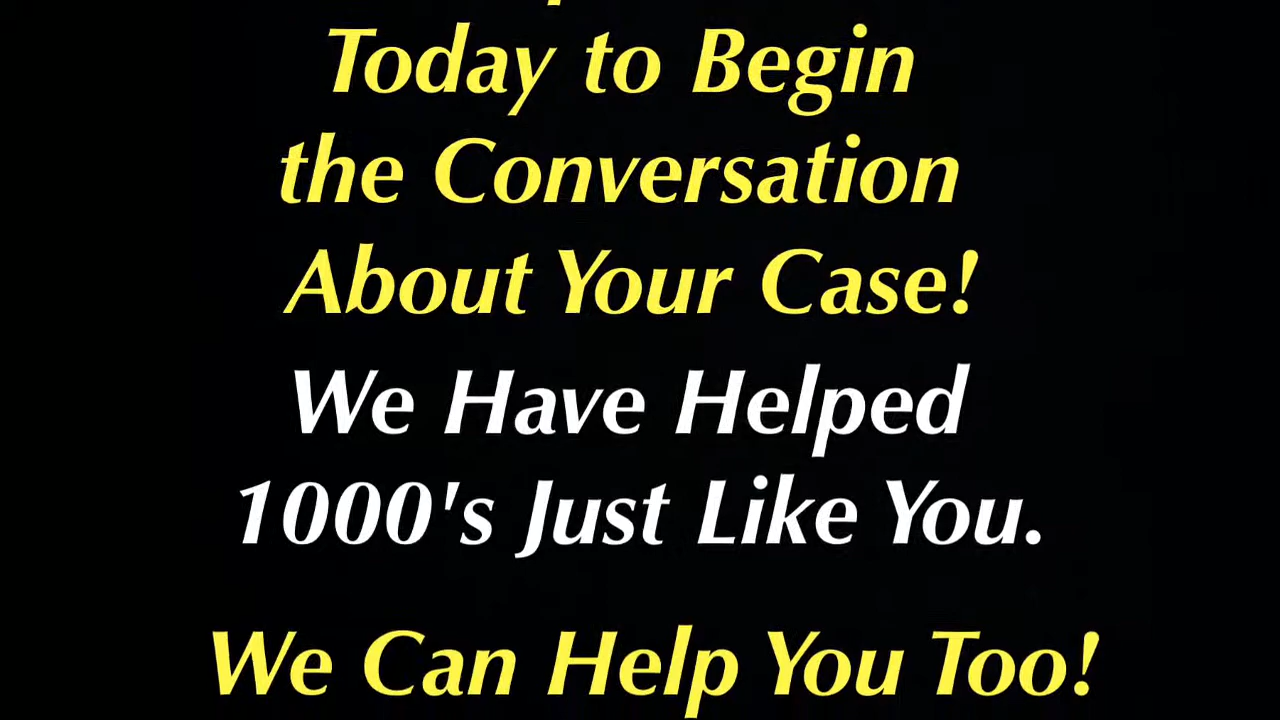 Today to Begin
the Conversation
About Your Case!
We Have Helped
1000's Just Like You.
We Can Help You Too!